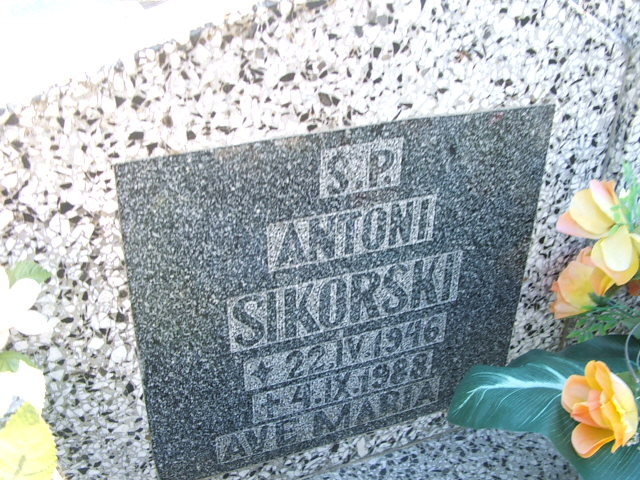 Ś.P.
ANTONI
SIKORSKI
* 22.IV.1946
+ 4.IX.1988.
AVE MARIA